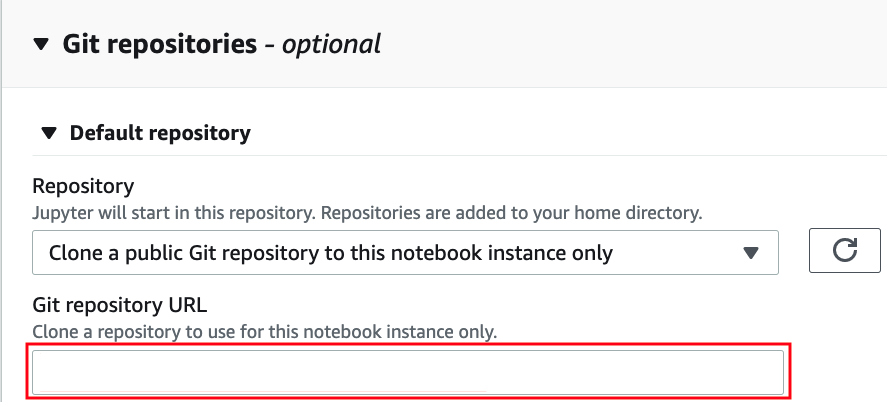 Git repositories - optional
Default repository
Repository
Jupyter will start in this repository. Repositories are added to your home directory.
Clone a public Git repository to this notebook instance only
Git repository URL
Clone a repository to use for this notebook instance only.